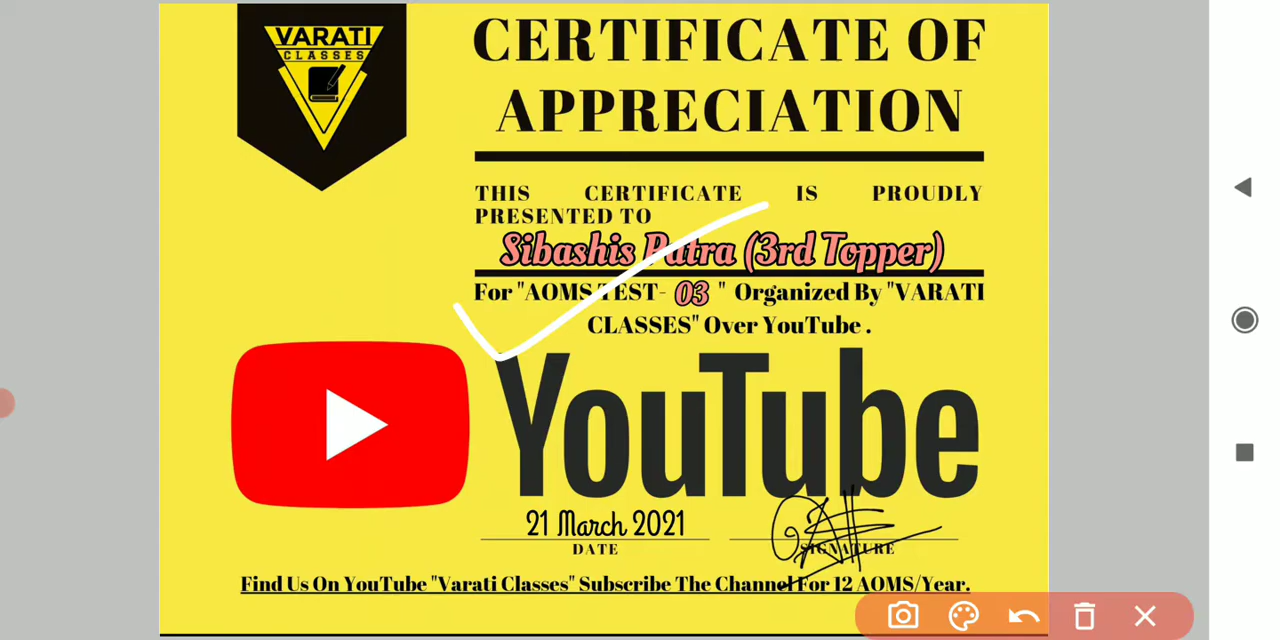 VARATI
CLASSES
CERTIFICATE OF
APPRECIATION
THIS CERTIFICATE IS PROUDLY
PRESENTED TO
Sibashis Patra (3rd Topper)
For "AOMS TEST- 03 " Organized By "VARATI
CLASSES" Over YouTube .
YouTube
21 March 2021
DATE
SIGNATURE
Find Us On YouTube "Varati Classes" Subscribe The Channel For 12 AOMS/Year.